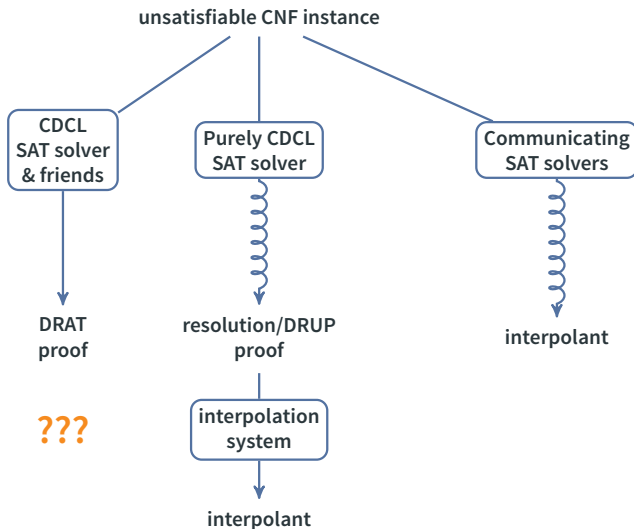 unsatisfiable CNF instance
CDCL
SAT solver
& friends
Purely CDCL
SAT solver
Communicating
SAT solvers
DRAT
proof
resolution/DRUP
proof
interpolant
???
interpolation
system
interpolant